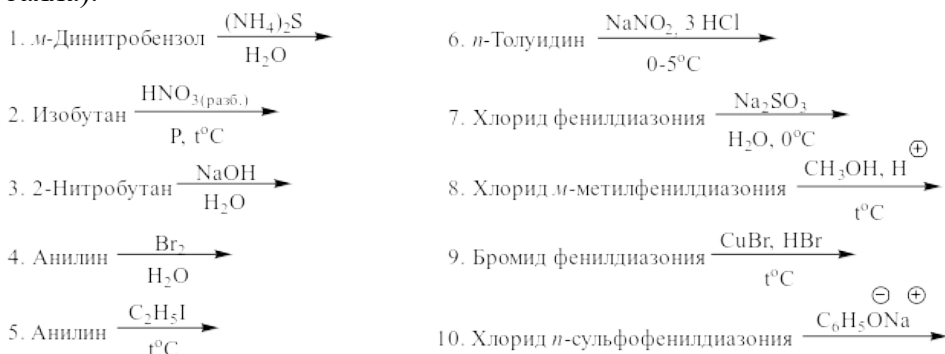 1. м-Динитробензол (NH₄)₂S H₂O
2. Изобутан HNO₃(разб.) P, t°C
3. 2-Нитробутан NaOH H₂O
4. Анилин Br₂ H₂O
5. Анилин C₂H₅I t°C
6. п-Толуидин NaNO₂, 3 HCl 0-5°C
7. Хлорид фенилдиазония Na₂SO₃ H₂O, 0°C
8. Хлорид м-метилфенилдиазония CH₃OH, H⊕ t°C
9. Бромид фенилдиазония CuBr, HBr t°C
10. Хлорид п-сульфофенилдиазония C₆H₅O⊖Na⊕